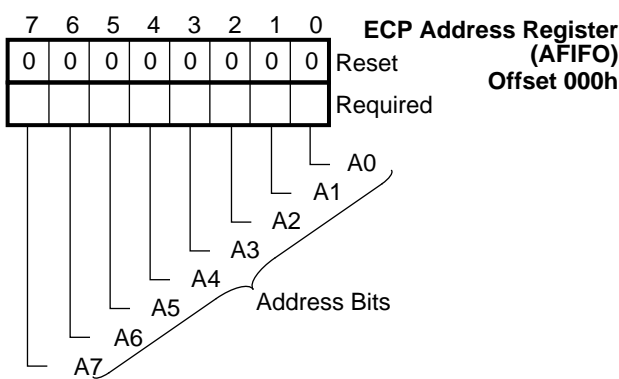 7 6 5 4 3 2 1 0
ECP Address Register
(AFIFO)
Offset 000h
0 0 0 0 0 0 0 0 Reset
Required
A0
A1
A2
A3
A4
A5
A6
A7
Address Bits